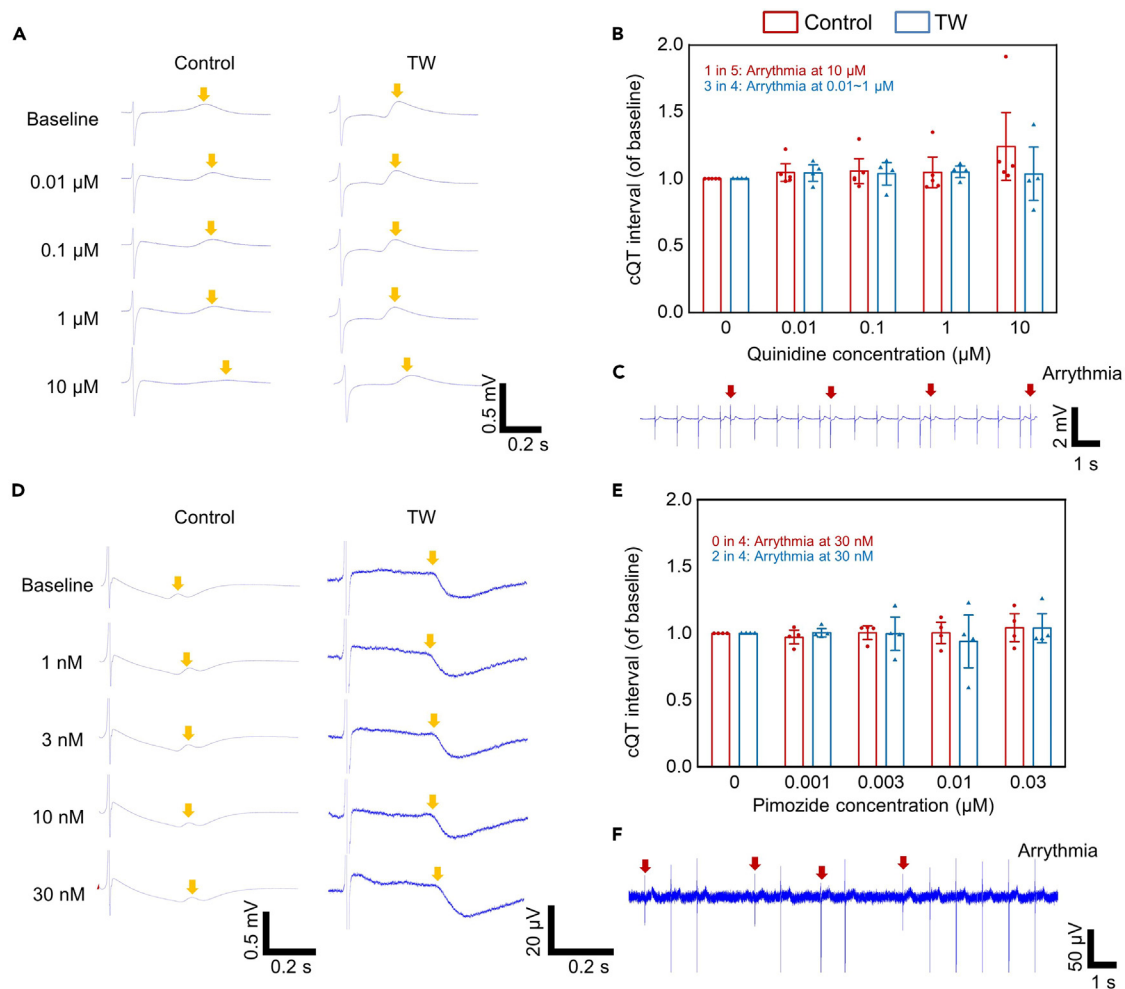 Control TW
A
Control TW
Baseline
0.01 µM
0.1 µM
1 µM
10 µM
0.5 mV
0.2 s
B
2.0
1.5
1.0
0.5
0.0
cQT interval (of baseline)
1 in 5: Arrythmia at 10 µM
3 in 4: Arrythmia at 0.01~1 µM
0 0.01 0.1 1 10
Quinidine concentration (µM)
C
Arrythmia
2 mV
1 s
D
Control TW
Baseline
1 nM
3 nM
10 nM
30 nM
0.5 mV
0.2 s
20 µV
0.2 s
E
2.0
1.5
1.0
0.5
0.0
cQT interval (of baseline)
0 in 4: Arrythmia at 30 nM
2 in 4: Arrythmia at 30 nM
0 0.001 0.003 0.01 0.03
Pimozide concentration (µM)
F
Arrythmia
50 µV
1 s